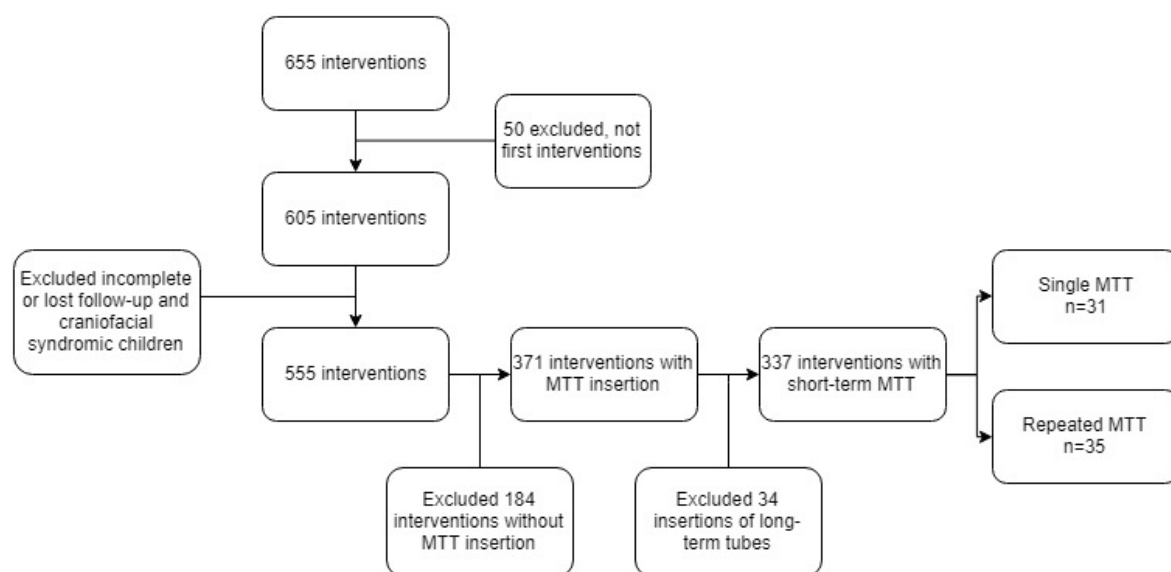 655 interventions
50 excluded, not
first interventions
605 interventions
Excluded incomplete
or lost follow-up and
craniofacial
syndromic children
555 interventions
371 interventions with
MTT insertion
337 interventions with
short-term MTT
Single MTT
n=31
Repeated MTT
n=35
Excluded 184
interventions without
MTT insertion
Excluded 34
insertions of long-
term tubes